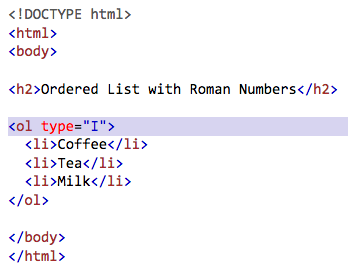 <!DOCTYPE html>
<html>
<body>
<h2>Ordered List with Roman Numbers</h2>
<ol type="I">
<li>Coffee</li>
<li>Tea</li>
<li>Milk</li>
</ol>
</body>
</html>